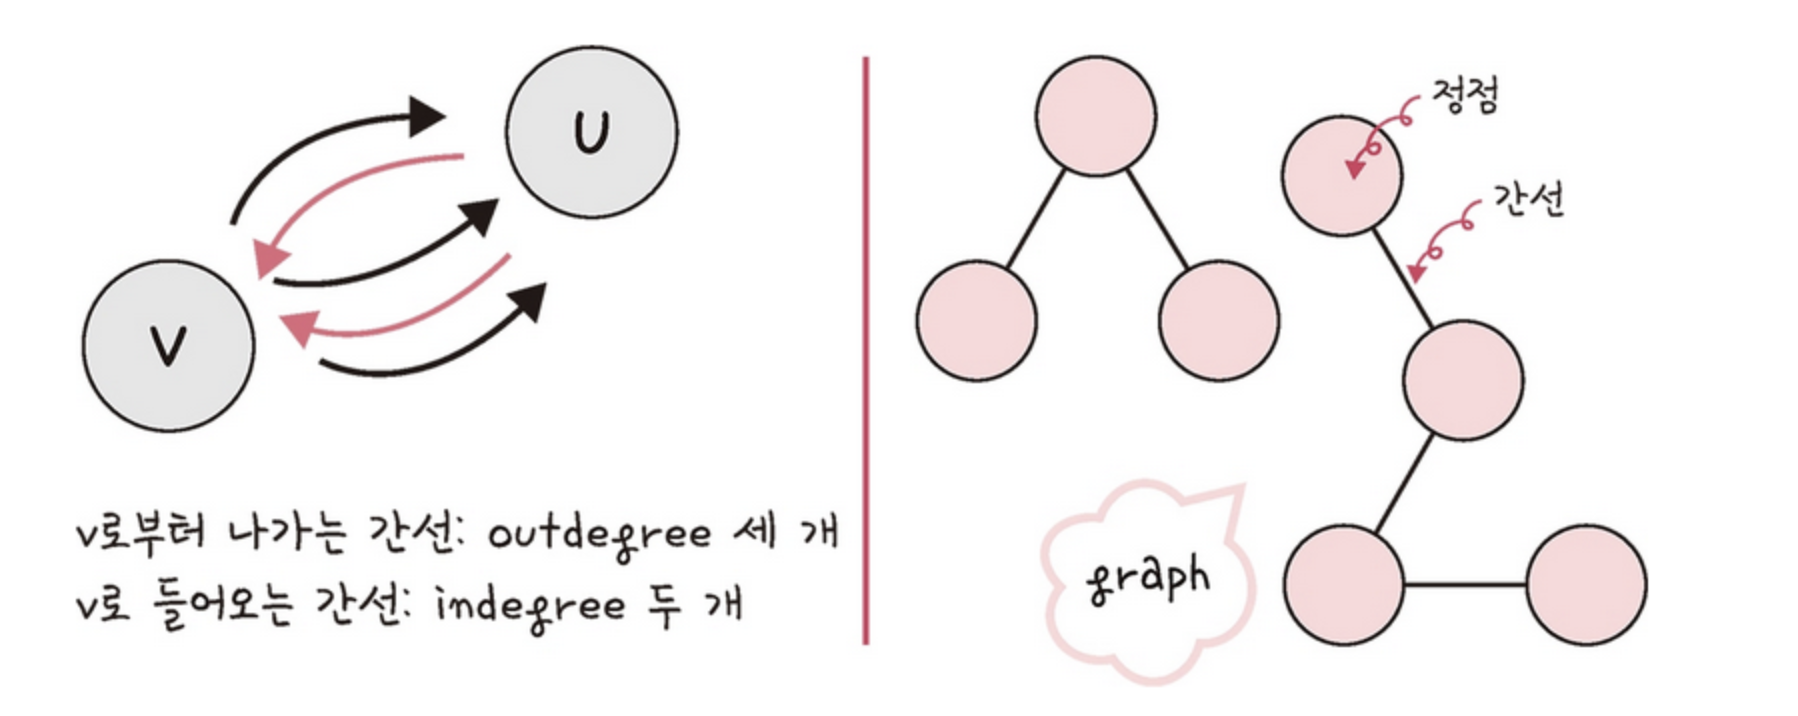 U
V
v로부터 나가는 간선: outdegree 세 개
v로 들어오는 간선: indegree 두 개
정점
간선
graph